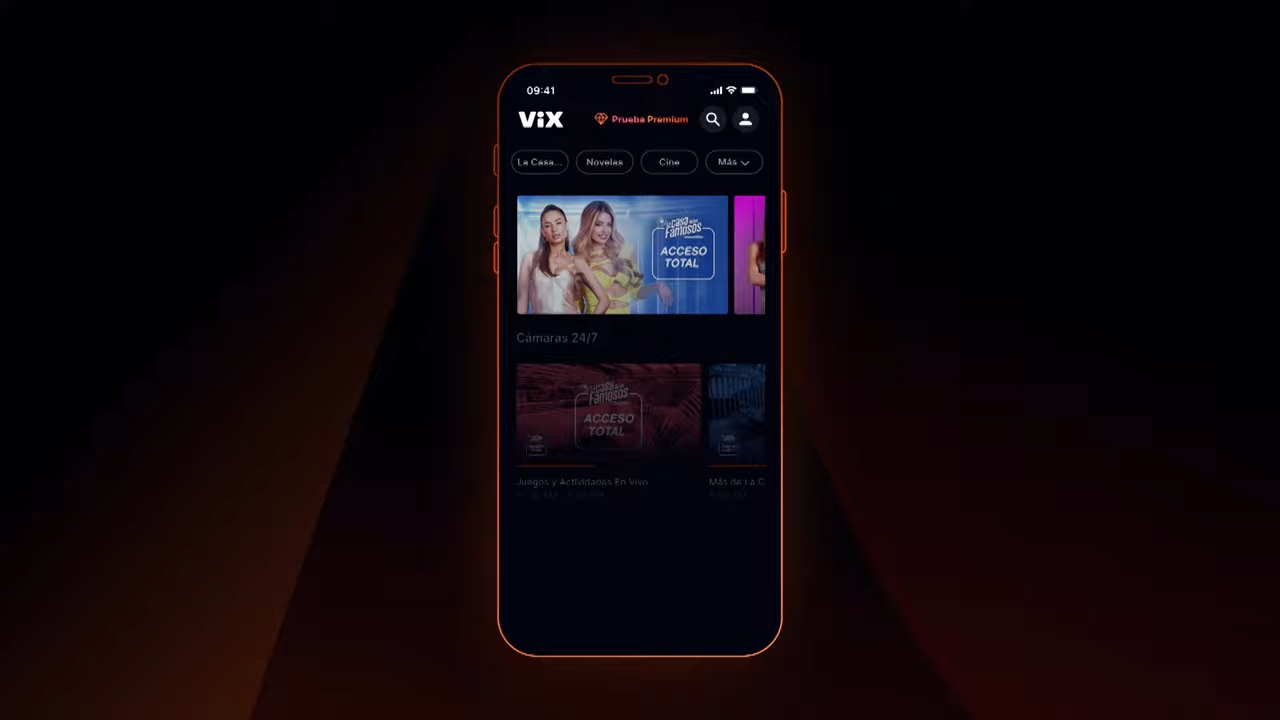 09:41
ViX Prueba Premium
La Casa... Novelas Cine Más
La casa de los
Famosos
ACCESO
TOTAL
Cámaras 24/7
La casa de los
Famosos
ACCESO
TOTAL
Juegos y Actividades En Vivo Más de La C